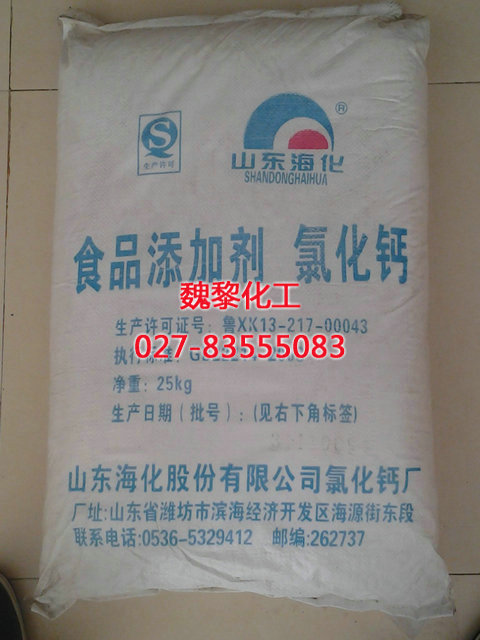 QS
生产许可
®
山东海化
SHANDONGHAIHUA
食品添加剂 氯化钙
魏黎化工
生产许可证号：鲁XK13-217-00043
027-83555083
执行标准：
净重：25kg
生产日期（批号）：(见右下角标签)
山东海化股份有限公司氯化钙厂
厂址:山东省潍坊市滨海经济开发区海源街东段
联系电话:0536-5329412 邮编:262737